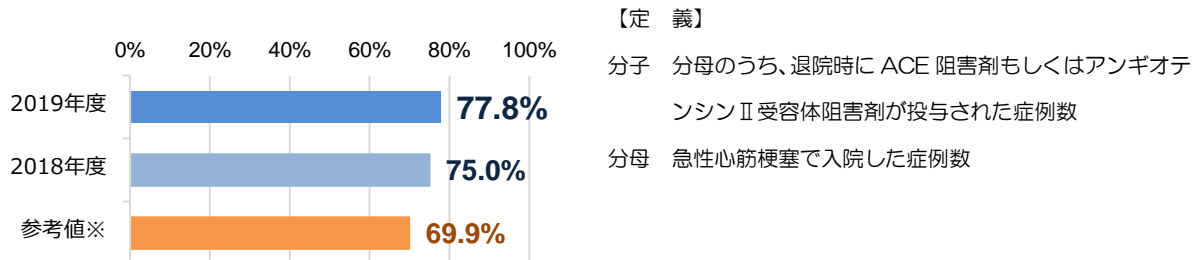 0% 20% 40% 60% 80% 100%
2019年度 77.8%
2018年度 75.0%
参考値※ 69.9%
【定　義】
分子　分母のうち、退院時に ACE 阻害剤もしくはアンギオテ
ンシンⅡ受容体阻害剤が投与された症例数
分母　急性心筋梗塞で入院した症例数